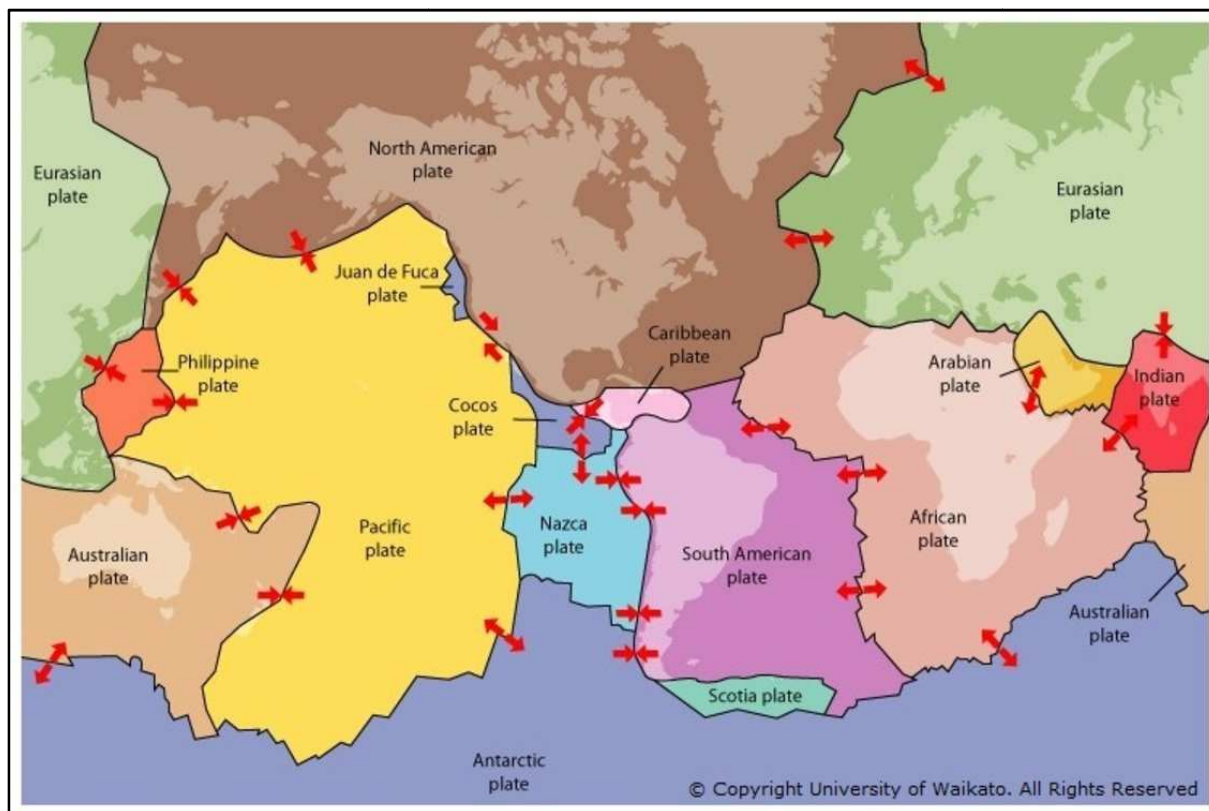 North American
plate
Eurasian
plate
Eurasian
plate
Juan de Fuca
plate
Caribbean
plate
Philippine
plate
Arabian
plate
Indian
plate
Cocos
plate
Pacific
plate
Nazca
plate
African
plate
Australian
plate
South American
plate
Australian
plate
Scotia plate
Antarctic
plate
© Copyright University of Waikato. All Rights Reserved